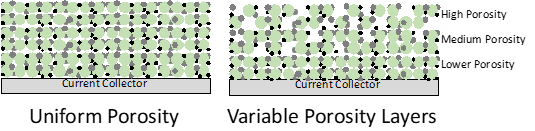 High Porosity
Medium Porosity
Lower Porosity
Current Collector
Current Collector
Uniform Porosity
Variable Porosity Layers